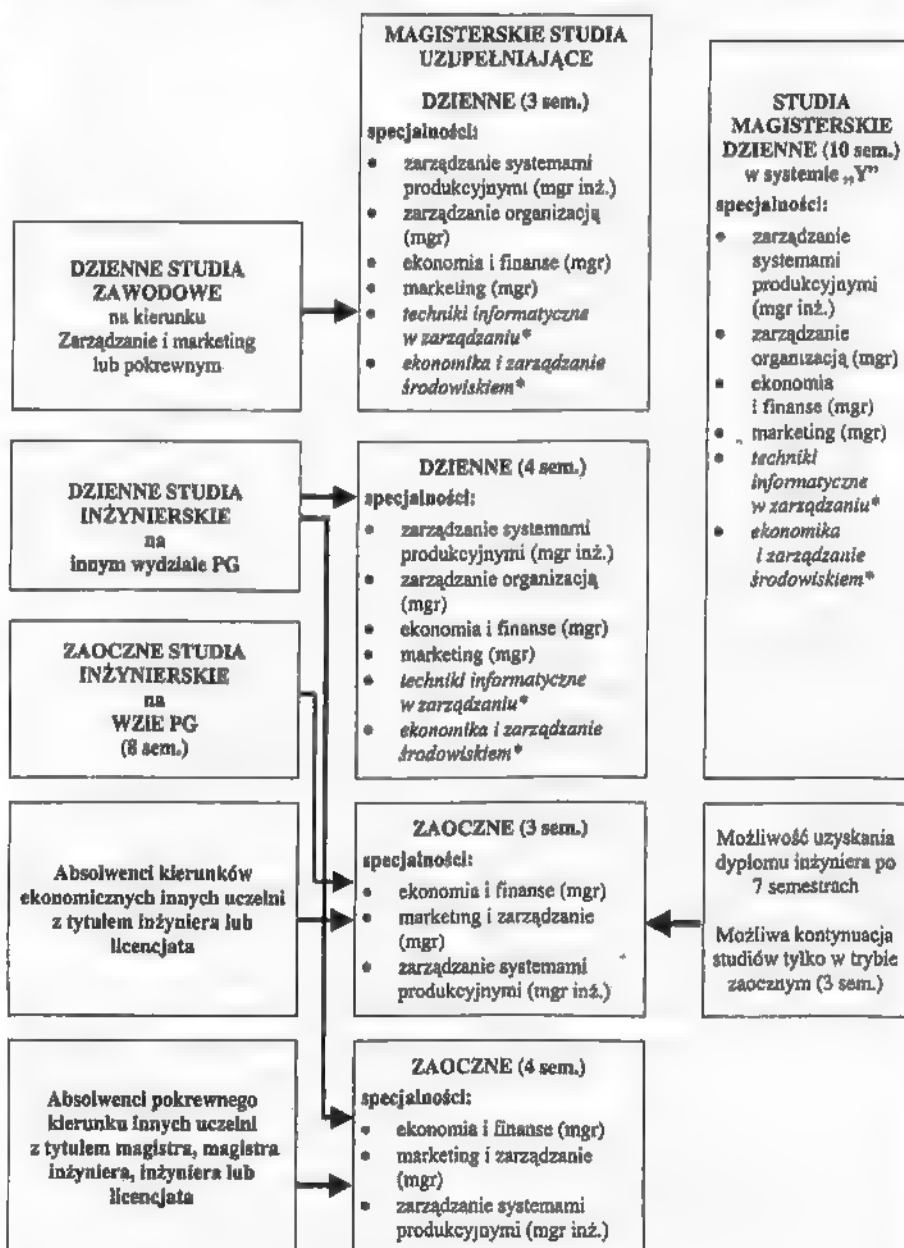 MAGISTERSKIE STUDIA
UZUPEŁNIAJĄCE
DZIENNE (3 sem.)
specjalności:
• zarządzanie systemami
produkcyjnymi (mgr inż.)
• zarządzanie organizacją
(mgr)
• ekonomia i finanse (mgr)
• marketing (mgr)
• techniki informatyczne
w zarządzaniu*
• ekonomika i zarządzanie
środowiskiem*
STUDIA
MAGISTERSKIE
DZIENNE (10 sem.)
w systemie „Y”
specjalności:
• zarządzanie
systemami
produkcyjnymi
(mgr inż.)
• zarządzanie
organizacją (mgr)
• ekonomia
i finanse (mgr)
• marketing (mgr)
• techniki
informatyczne
w zarządzaniu*
• ekonomika
i zarządzanie
środowiskiem*
DZIENNE STUDIA
ZAWODOWE
na kierunku
Zarządzanie i marketing
lub pokrewnym
DZIENNE STUDIA
INŻYNIERSKIE
na
innym wydziale PG
DZIENNE (4 sem.)
specjalności:
• zarządzanie systemami
produkcyjnymi (mgr inż.)
• zarządzanie organizacją
(mgr)
• ekonomia i finanse (mgr)
• marketing (mgr)
• techniki informatyczne
w zarządzaniu*
• ekonomika i zarządzanie
środowiskiem*
ZAOCZNE STUDIA
INŻYNIERSKIE
na
WZiE PG
(8 sem.)
Absolwenci kierunków
ekonomicznych innych uczelni
z tytułem inżyniera lub
licencjata
ZAOCZNE (3 sem.)
specjalności:
• ekonomia i finanse (mgr)
• marketing i zarządzanie
(mgr)
• zarządzanie systemami
produkcyjnymi (mgr inż.)
Możliwość uzyskania
dyplomu inżyniera po
7 semestrach
Możliwa kontynuacja
studiów tylko w trybie
zaocznym (3 sem.)
Absolwenci pokrewnego
kierunku innych uczelni
z tytułem magistra, magistra
inżyniera, inżyniera lub
licencjata
ZAOCZNE (4 sem.)
specjalności:
• ekonomia i finanse (mgr)
• marketing i zarządzanie
(mgr)
• zarządzanie systemami
produkcyjnymi (mgr inż.)